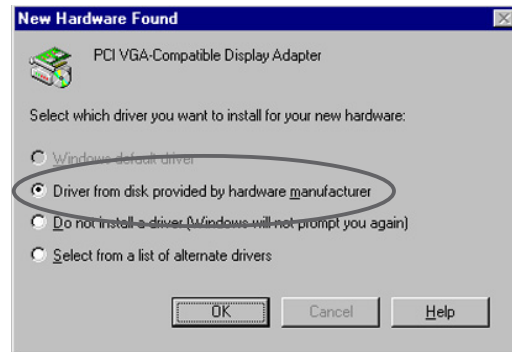 New Hardware Found
PCI VGA-Compatible Display Adapter
Select which driver you want to install for your new hardware:
Windows default driver
Driver from disk provided by hardware manufacturer
Do not install a driver (Windows will not prompt you again)
Select from a list of alternate drivers
OK Cancel Help